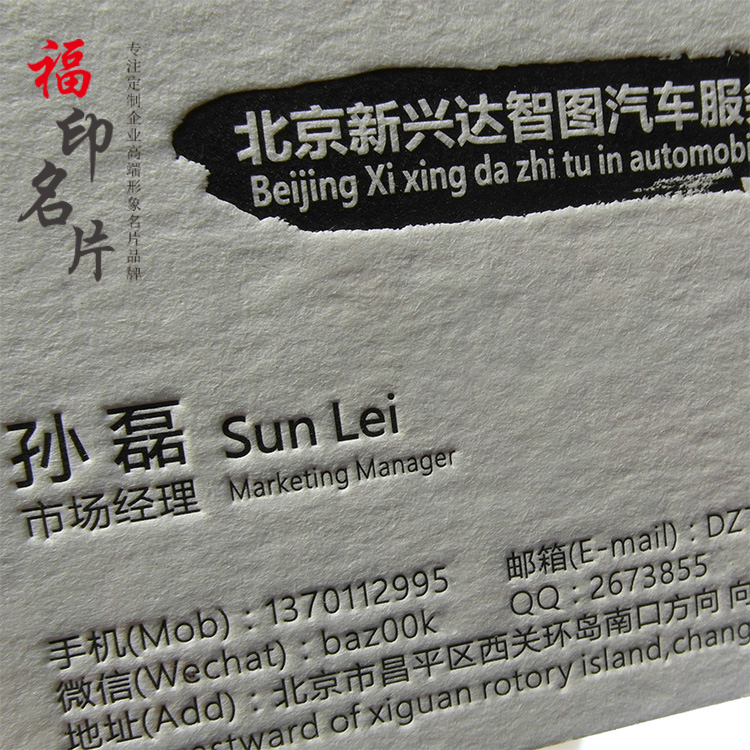 福印名片
专注定制企业高端形象名片品牌
北京新兴达智图汽车服
Beijing Xi xing da zhi tu in automobi
孙磊 Sun Lei
市场经理 Marketing Manager
手机(Mob)：13701112995
邮箱(E-mail)：DZ
微信(Wechat)：baz00k
QQ：2673855
地址(Add)：北京市昌平区西关环岛南口方向 向
stward of xiguan rotory island,chang